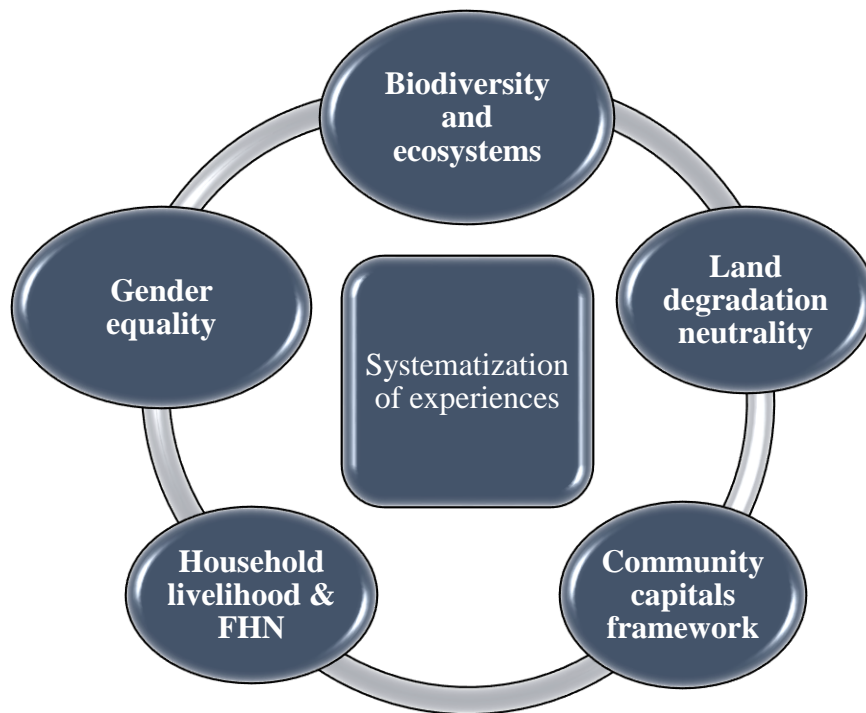 Biodiversity
and
ecosystems
Land
degradation
neutrality
Community
capitals
framework
Household
livelihood &
FHN
Gender
equality
Systematization
of experiences